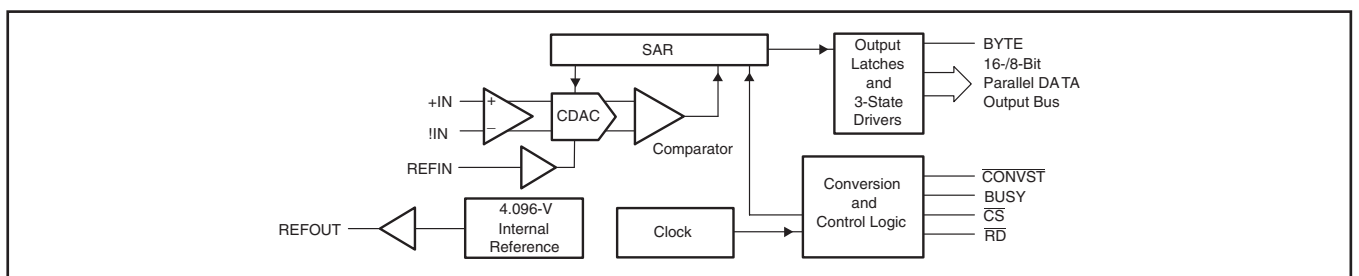 SAR
+IN
!IN
+
−
CDAC
Comparator
REFIN
REFOUT
4.096-V
Internal
Reference
Clock
Output
Latches
and
3-State
Drivers
BYTE
16-/8-Bit
Parallel DATA
Output Bus
Conversion
and
Control Logic
CONVST
BUSY
CS
RD